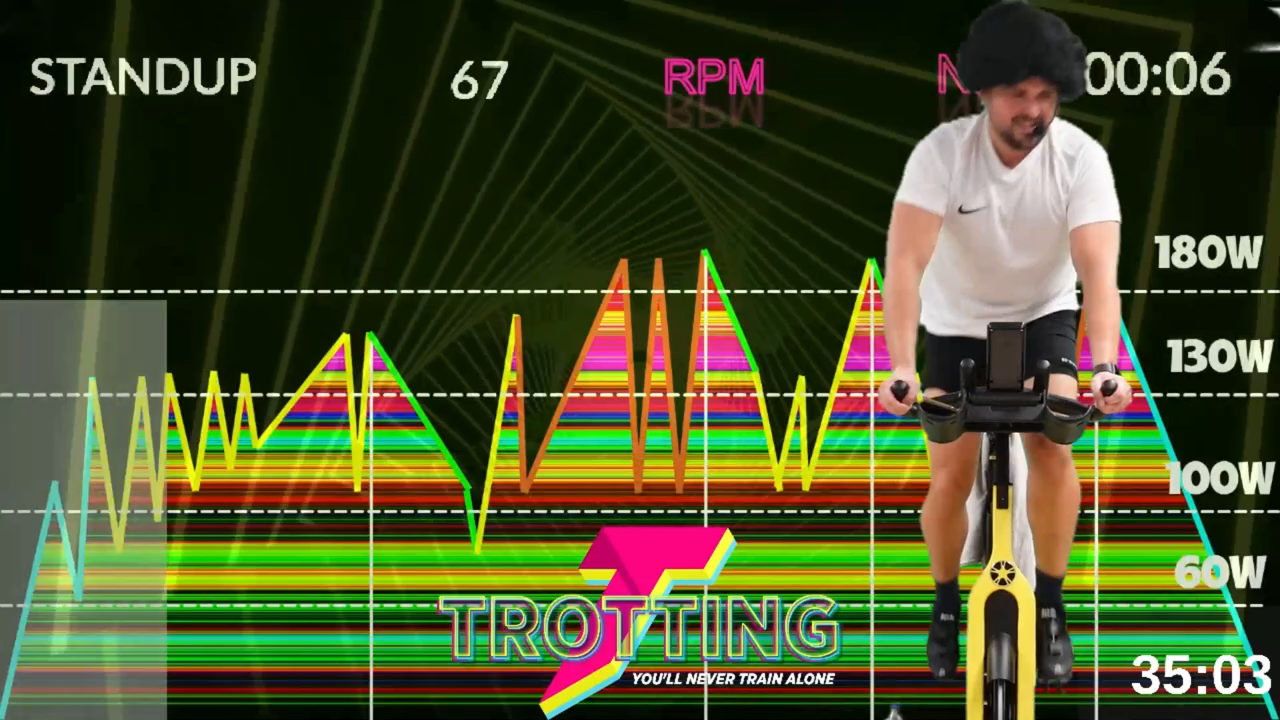 STANDUP 67 RPM N 00:06
180W
130W
100W
60W
TROTTING
YOU'LL NEVER TRAIN ALONE
35:03